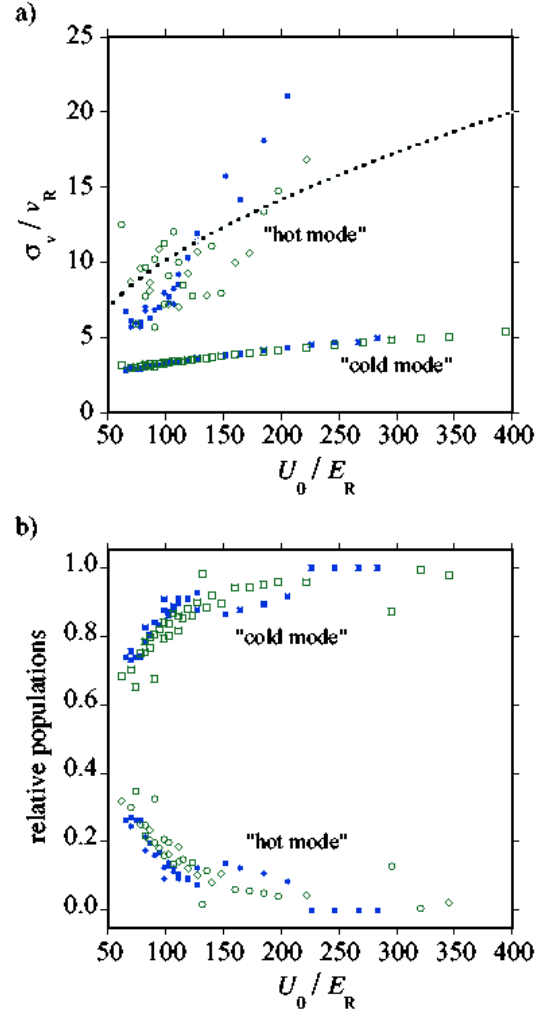 a)
25
20
15
10
5
0
σv / vR
"hot mode"
"cold mode"
50 100 150 200 250 300 350 400
U0 / ER
b)
1.0
0.8
0.6
0.4
0.2
0.0
relative populations
"cold mode"
"hot mode"
50 100 150 200 250 300 350 400
U0 / ER